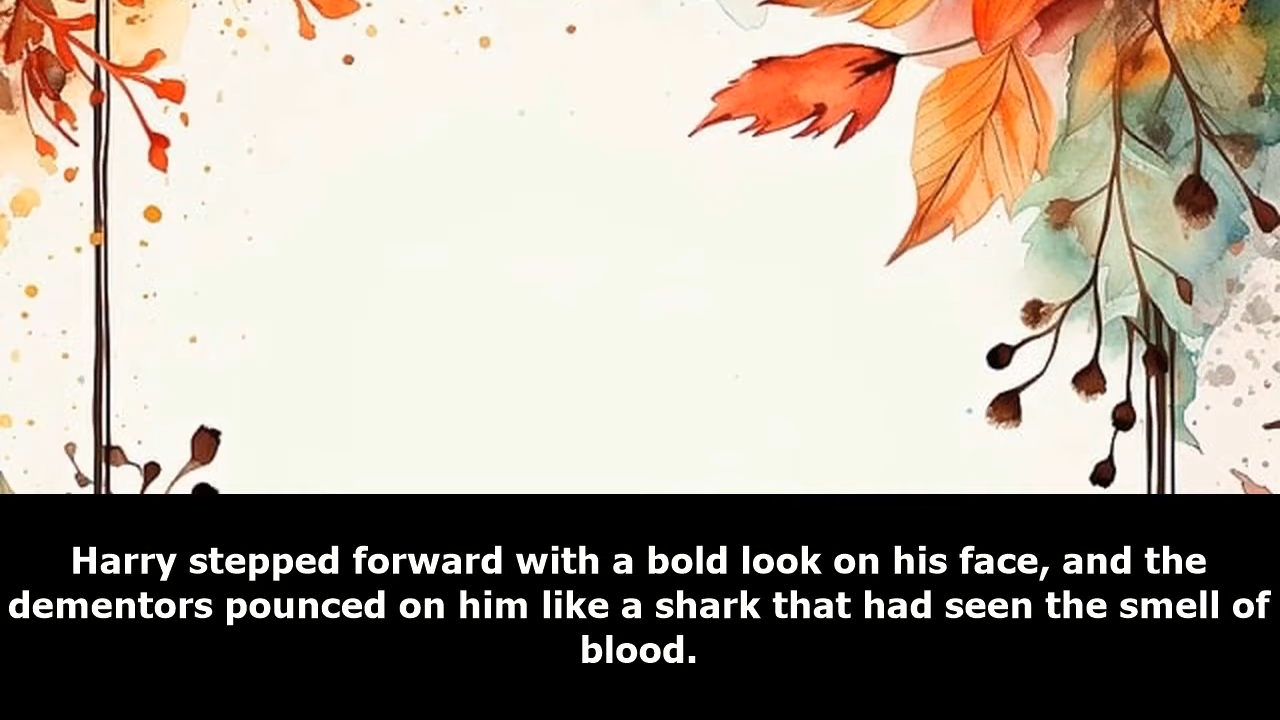 Harry stepped forward with a bold look on his face, and the
dementors pounced on him like a shark that had seen the smell of
blood.